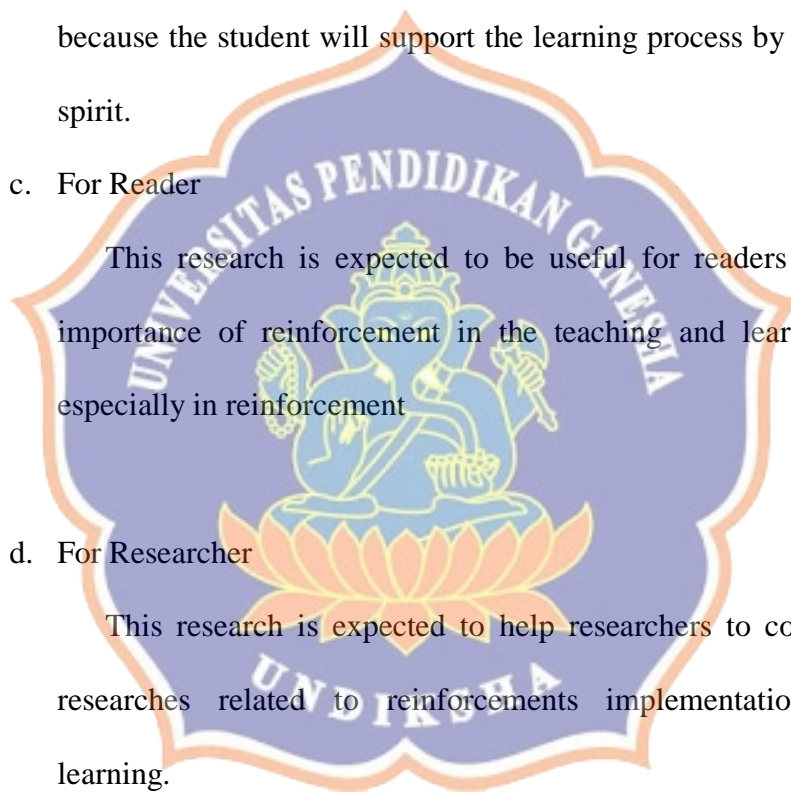 because the student will support the learning process by
spirit.
c. For Reader
UNIVERSITAS PENDIDIKAN GANESHA
This research is expected to be useful for readers
importance of reinforcement in the teaching and lear
especially in reinforcement
d. For Researcher
This research is expected to help researchers to co
researches related to reinforcements implementatio
UNDIKSHA
learning.